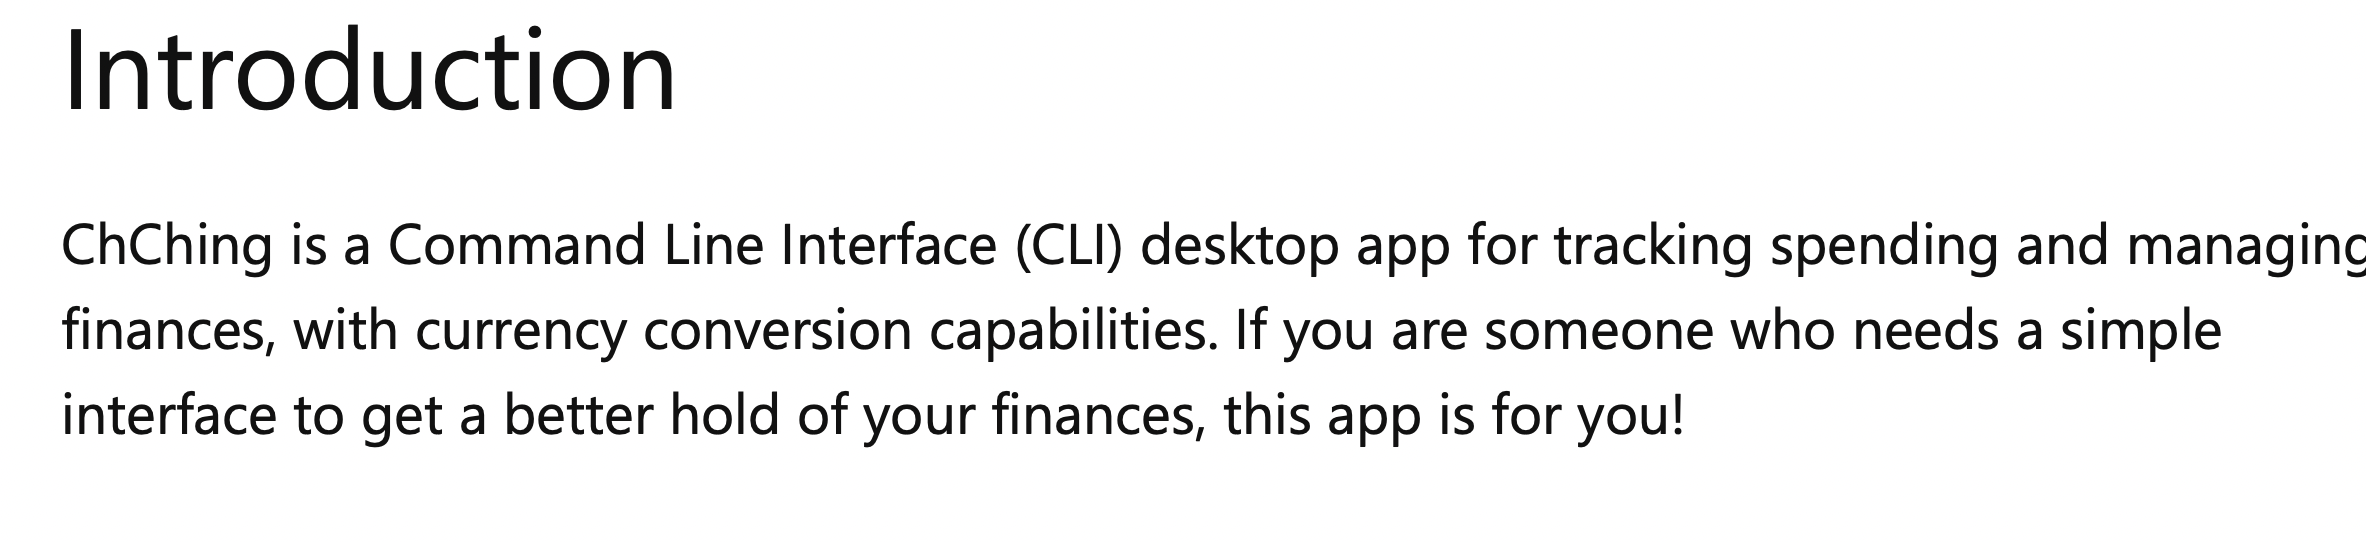 Introduction
ChChing is a Command Line Interface (CLI) desktop app for tracking spending and managing
finances, with currency conversion capabilities. If you are someone who needs a simple
interface to get a better hold of your finances, this app is for you!